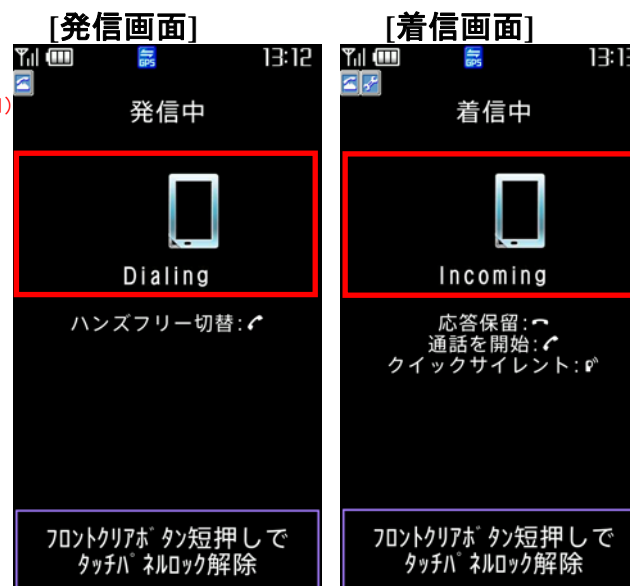 [発信画面]
13:12
GPS
発信中
Dialing
ハンズフリー切替:
フロントクリアボタン短押しで
タッチパネルロック解除
[着信画面]
GPS
着信中
Incoming
応答保留:
通話を開始:
クイックサイレント:
フロントクリアボタン短押しで
タッチパネルロック解除